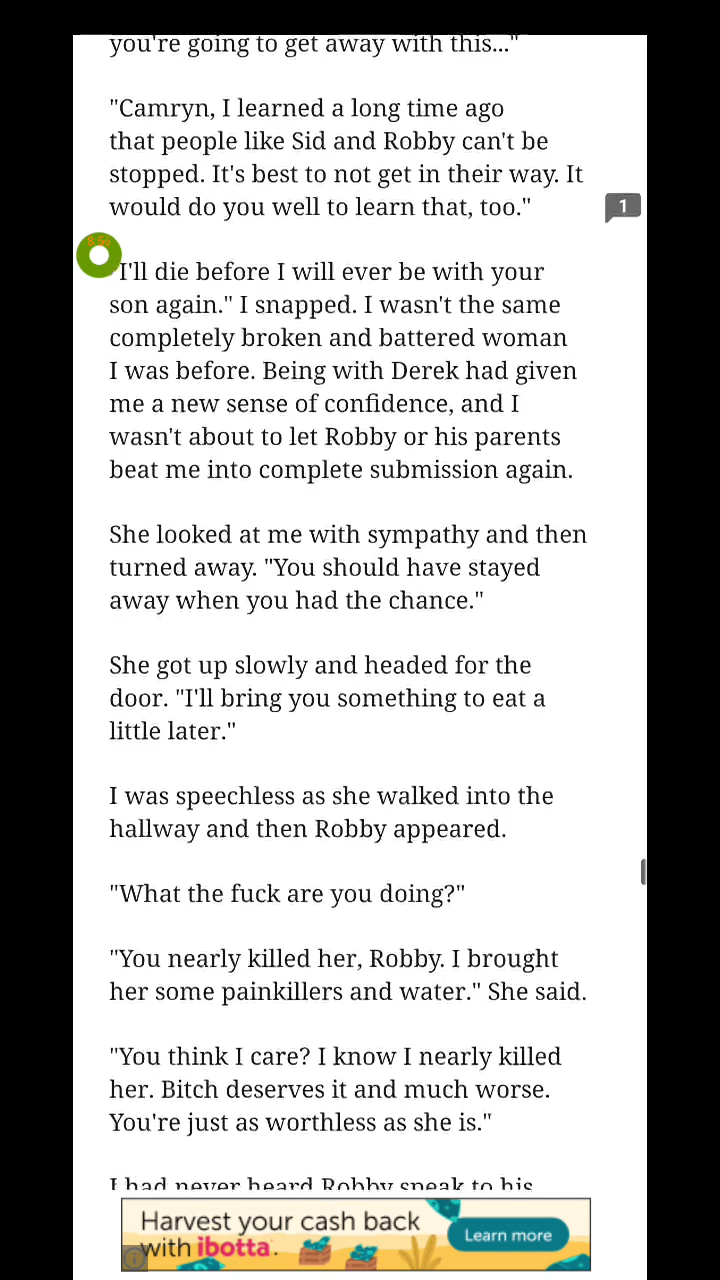 you're going to get away with this..."
"Camryn, I learned a long time ago
that people like Sid and Robby can't be
stopped. It's best to not get in their way. It
would do you well to learn that, too."
1
8:50
"I'll die before I will ever be with your
son again." I snapped. I wasn't the same
completely broken and battered woman
I was before. Being with Derek had given
me a new sense of confidence, and I
wasn't about to let Robby or his parents
beat me into complete submission again.
She looked at me with sympathy and then
turned away. "You should have stayed
away when you had the chance."
She got up slowly and headed for the
door. "I'll bring you something to eat a
little later."
I was speechless as she walked into the
hallway and then Robby appeared.
"What the fuck are you doing?"
"You nearly killed her, Robby. I brought
her some painkillers and water." She said.
"You think I care? I know I nearly killed
her. Bitch deserves it and much worse.
You're just as worthless as she is."
I had never heard Robby speak to his
Harvest your cash back
with ibotta.
Learn more